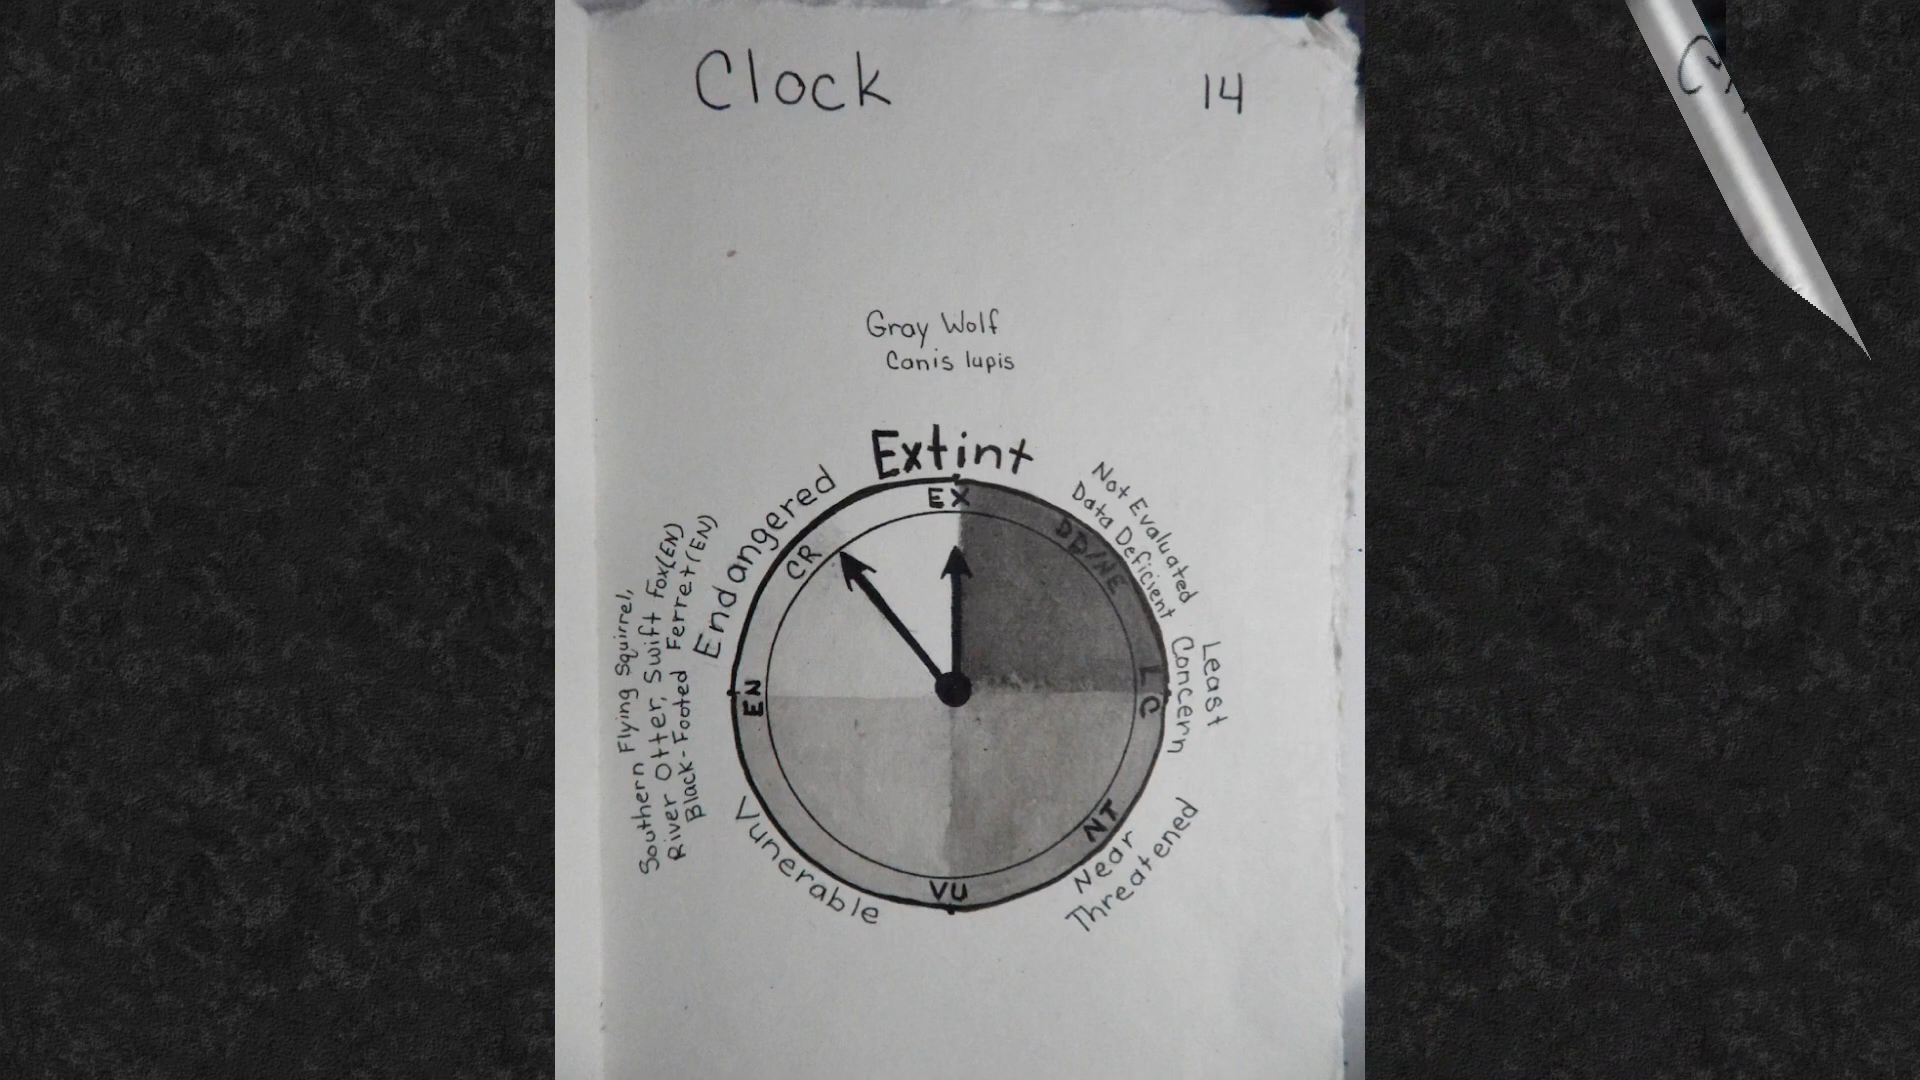 Clock
14
Gray Wolf
Canis lupis
Extint
EX
Not Evaluated
Data Deficient
DD/NE
Least
Concern
LC
NT
Near
Threatened
VU
Vunerable
EN
Endangered
CR
Southern Flying Squirrel,
River Otter, Swift Fox(EN)
Black-Footed Ferret(EN)